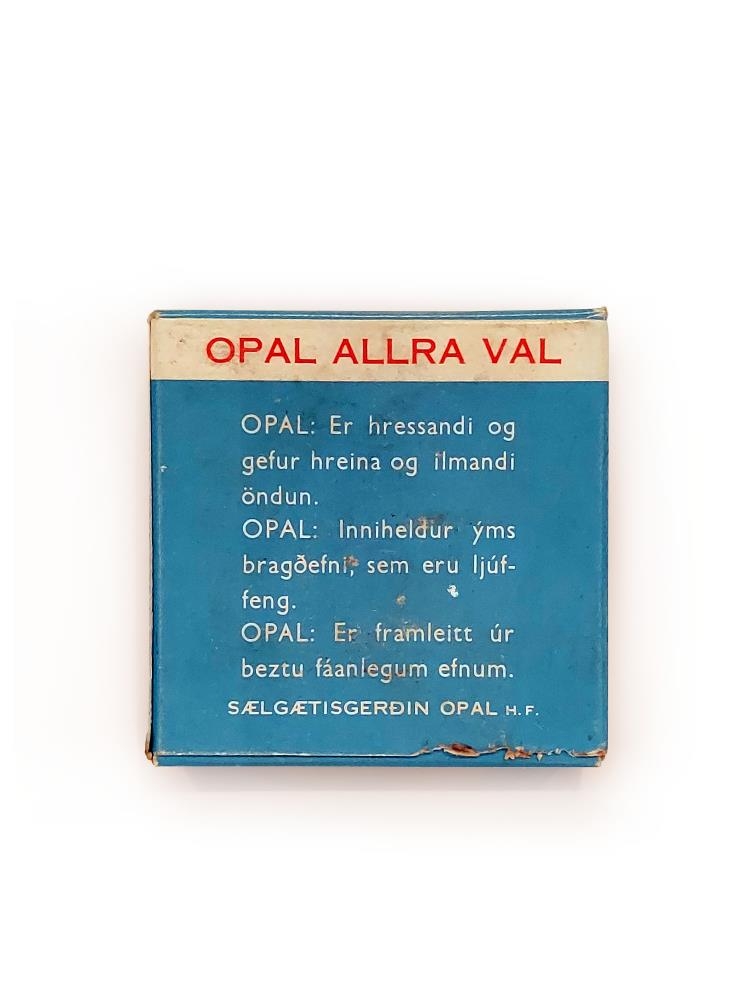 OPAL ALLRA VAL
OPAL: Er hressandi og
gefur hreina og ilmandi
öndun.
OPAL: Inniheldur ýms
bragðefni, sem eru ljúf-
feng.
OPAL: Er framleitt úr
beztu fáanlegum efnum.
SÆLGÆTISGERÐIN OPAL H.F.